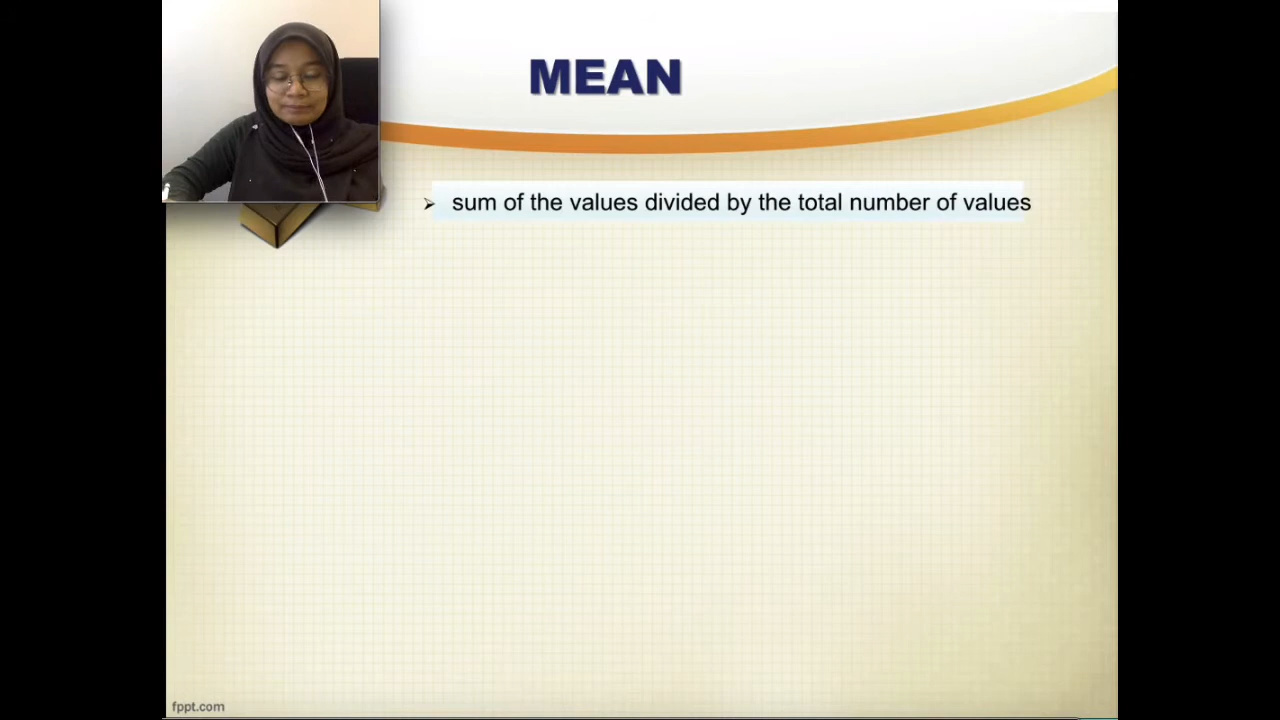 MEAN
sum of the values divided by the total number of values
fppt.com